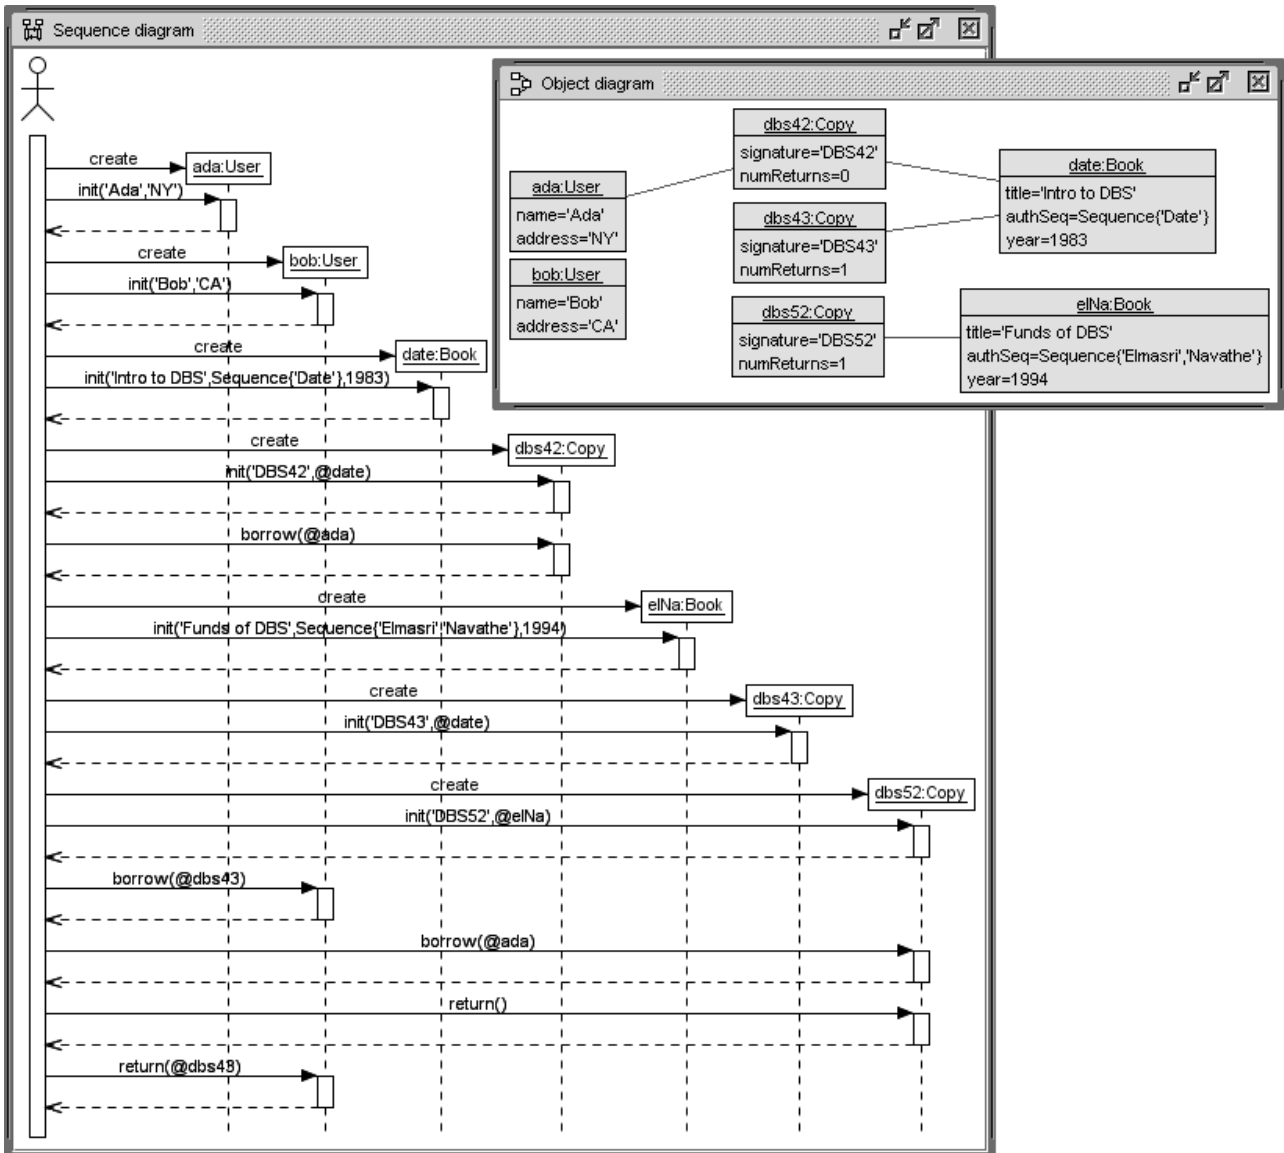 Sequence diagram
Object diagram
dbs42:Copy
signature='DBS42'
numReturns=0
date:Book
title='Intro to DBS'
authSeq=Sequence{'Date'}
year=1983
ada:User
name='Ada'
address='NY'
dbs43:Copy
signature='DBS43'
numReturns=1
bob:User
name='Bob'
address='CA'
dbs52:Copy
signature='DBS52'
numReturns=1
elNa:Book
title='Funds of DBS'
authSeq=Sequence{'Elmasri','Navathe'}
year=1994
create
ada:User
init('Ada','NY')
create
bob:User
init('Bob','CA')
create
date:Book
init('Intro to DBS',Sequence{'Date'},1983)
create
dbs42:Copy
init('DBS42',@date)
borrow(@ada)
create
elNa:Book
init('Funds of DBS',Sequence{'Elmasri','Navathe'},1994)
create
dbs43:Copy
init('DBS43',@date)
create
dbs52:Copy
init('DBS52',@elNa)
borrow(@dbs43)
borrow(@ada)
return()
return(@dbs43)